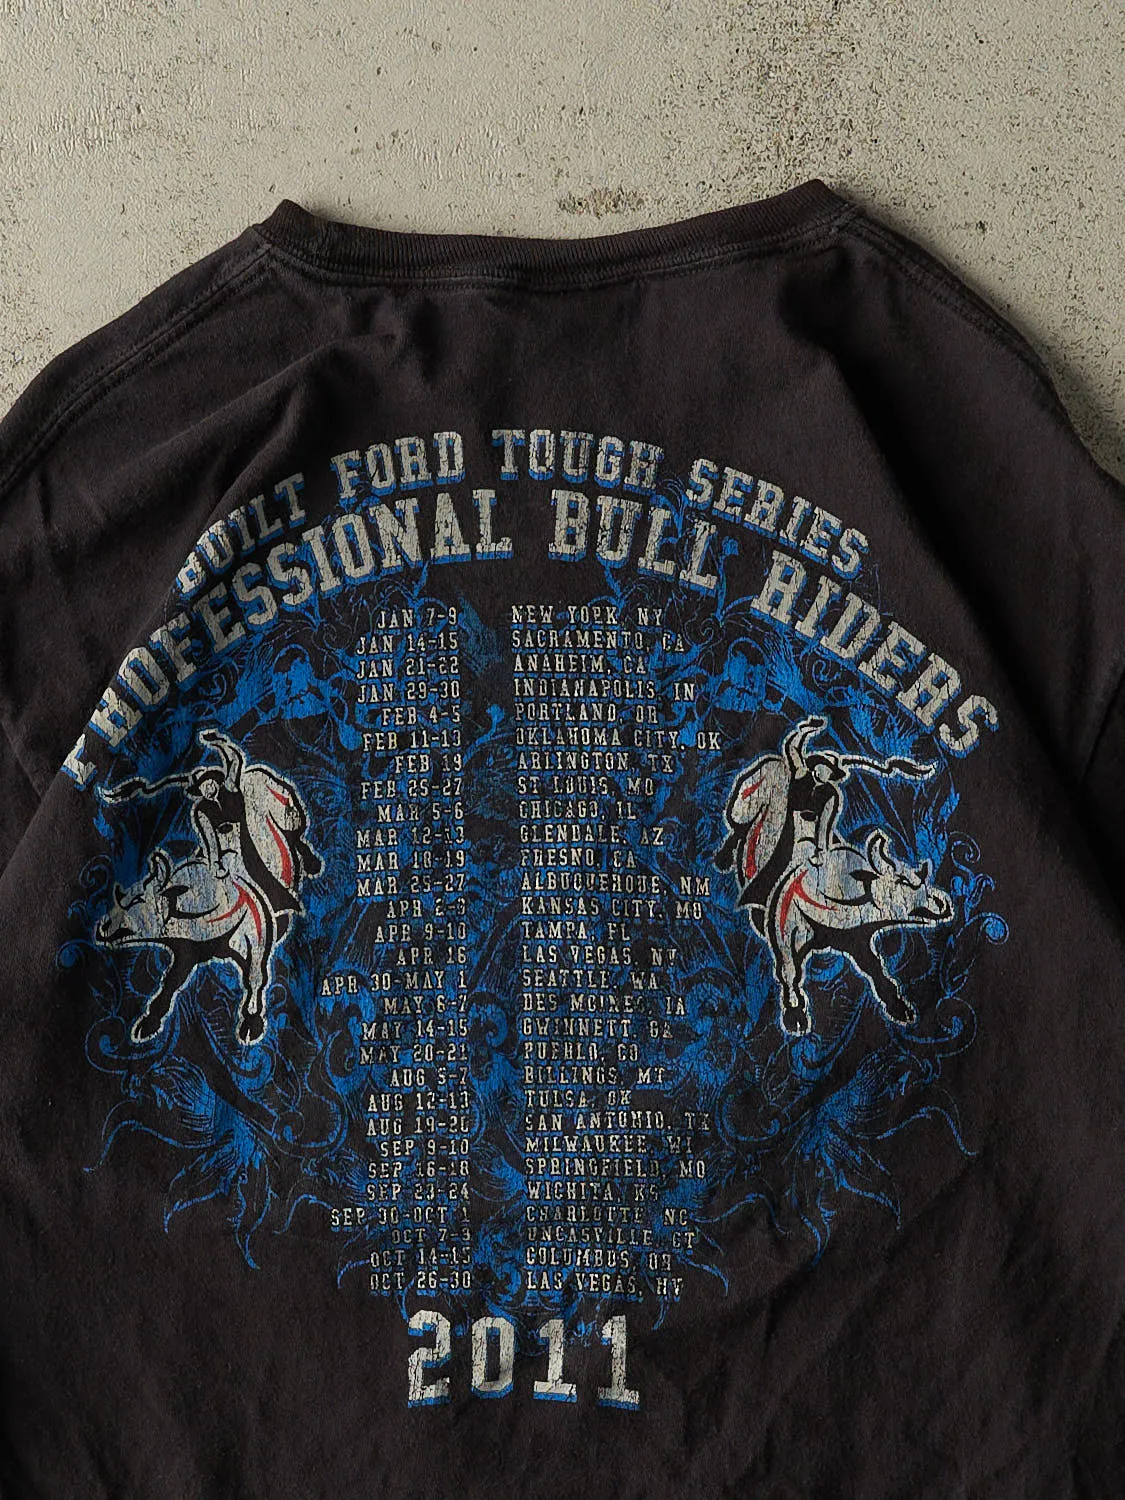 BUILT FORD TOUGH SERIES
PROFESSIONAL BULL RIDERS
JAN 7-9 NEW YORK, NY
JAN 14-15 SACRAMENTO, CA
JAN 21-22 ANAHEIM, CA
JAN 29-30 INDIANAPOLIS, IN
FEB 4-5 PORTLAND, OR
FEB 11-13 OKLAHOMA CITY, OK
FEB 19 ARLINGTON, TX
FEB 25-27 ST LOUIS, MO
MAR 5-6 CHICAGO, IL
MAR 12-13 GLENDALE, AZ
MAR 18-19 FRESNO, CA
MAR 25-27 ALBUQUERQUE, NM
APR 2-3 KANSAS CITY, MO
APR 9-10 TAMPA, FL
APR 16 LAS VEGAS, NV
APR 30-MAY 1 SEATTLE, WA
MAY 6-7 DES MOINES, IA
MAY 14-15 GWINNETT, GA
MAY 20-21 PUEBLO, CO
AUG 5-7 BILLINGS, MT
AUG 12-13 TULSA, OK
AUG 19-20 SAN ANTONIO, TX
SEP 9-10 MILWAUKEE, WI
SEP 16-18 SPRINGFIELD, MO
SEP 23-24 WICHITA, KS
SEP 30-OCT 1 CHARLOTTE, NC
OCT 7-9 UNCASVILLE, CT
OCT 14-15 COLUMBUS, OH
OCT 26-30 LAS VEGAS, NV
2011